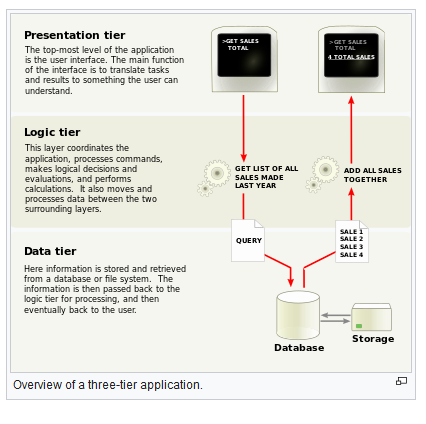 Presentation tier
The top-most level of the application
is the user interface. The main function
of the interface is to translate tasks
and results to something the user can
understand.
>GET SALES
TOTAL
>GET SALES
TOTAL
4 TOTAL SALES
Logic tier
This layer coordinates the
application, processes commands,
makes logical decisions and
evaluations, and performs
calculations.  It also moves and
processes data between the two
surrounding layers.
GET LIST OF ALL
SALES MADE
LAST YEAR
ADD ALL SALES
TOGETHER
QUERY
SALE 1
SALE 2
SALE 3
SALE 4
Data tier
Here information is stored and retrieved
from a database or file system.  The
information is then passed back to the
logic tier for processing, and then
eventually back to the user.
Database
Storage
Overview of a three-tier application.